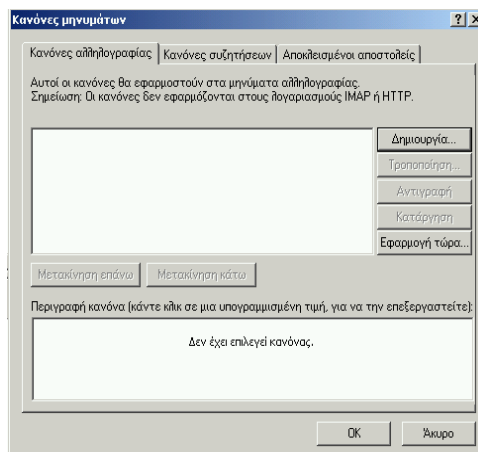 Κανόνες μηνυμάτων
Κανόνες αλληλογραφίας Κανόνες συζητήσεων Αποκλεισμένοι αποστολείς
Αυτοί οι κανόνες θα εφαρμοστούν στα μηνύματα αλληλογραφίας.
Σημείωση: Οι κανόνες δεν εφαρμόζονται στους λογαριασμούς IMAP ή HTTP.
Δημιουργία...
Τροποποίηση...
Αντιγραφή
Κατάργηση
Εφαρμογή τώρα...
Μετακίνηση επάνω Μετακίνηση κάτω
Περιγραφή κανόνα (κάντε κλικ σε μια υπογραμμισμένη τιμή, για να την επεξεργαστείτε):
Δεν έχει επιλεγεί κανόνας.
OK Άκυρο